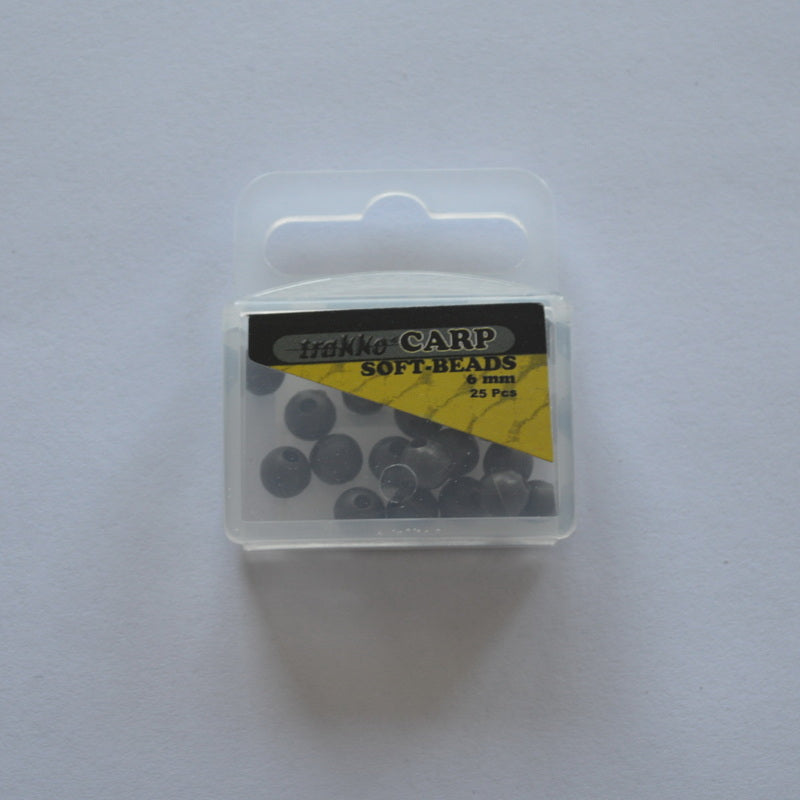 trakko CARP
SOFT-BEADS
6 mm
25 Pcs